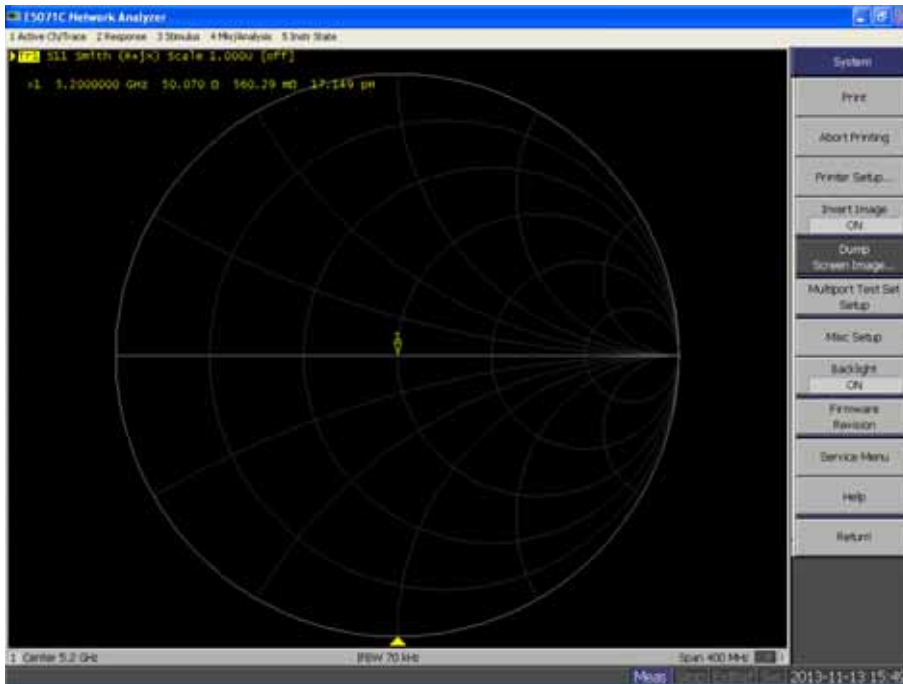 E5071C Network Analyzer
1 Active Ch/Trace 2 Response 3 Stimulus 4 Mkr/Analysis 5 Instr State
Tr1 S11 Smith (R+jX) Scale 1.000U [Off]
>1 5.2000000 GHz 50.070 Ω 560.29 mΩ 17.149 pH
System
Print
Abort Printing
Printer Setup...
Invert Image
ON
Dump
Screen Image...
Multiport Test Set
Setup
Misc Setup
Backlight
ON
Firmware
Revision
Service Menu
Help
Return
1 Center 5.2 GHz IFBW 70 kHz Span 400 MHz
Meas 2013-11-13 15:4